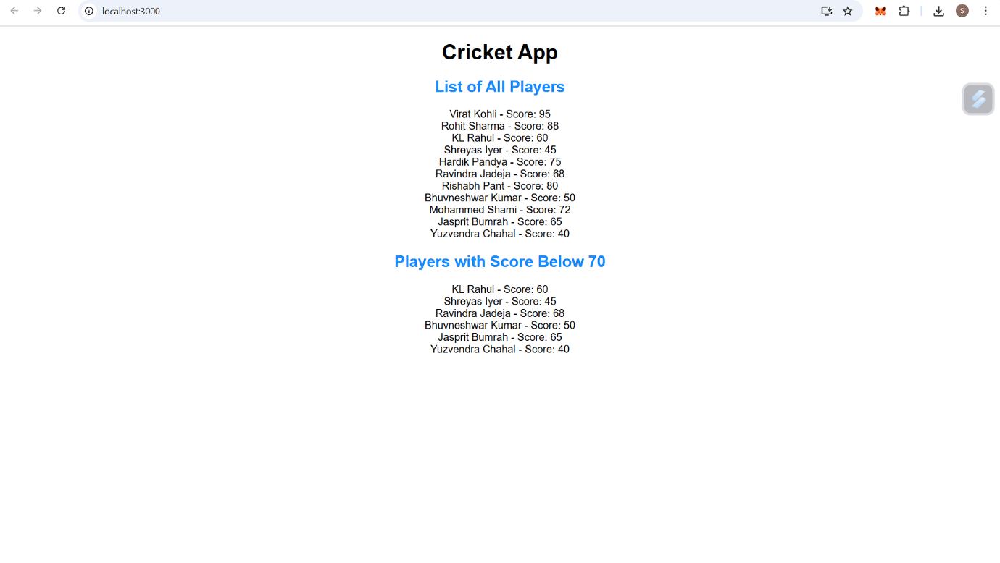 localhost:3000
S
Cricket App
List of All Players
Virat Kohli - Score: 95
Rohit Sharma - Score: 88
KL Rahul - Score: 60
Shreyas Iyer - Score: 45
Hardik Pandya - Score: 75
Ravindra Jadeja - Score: 68
Rishabh Pant - Score: 80
Bhuvneshwar Kumar - Score: 50
Mohammed Shami - Score: 72
Jasprit Bumrah - Score: 65
Yuzvendra Chahal - Score: 40
Players with Score Below 70
KL Rahul - Score: 60
Shreyas Iyer - Score: 45
Ravindra Jadeja - Score: 68
Bhuvneshwar Kumar - Score: 50
Jasprit Bumrah - Score: 65
Yuzvendra Chahal - Score: 40